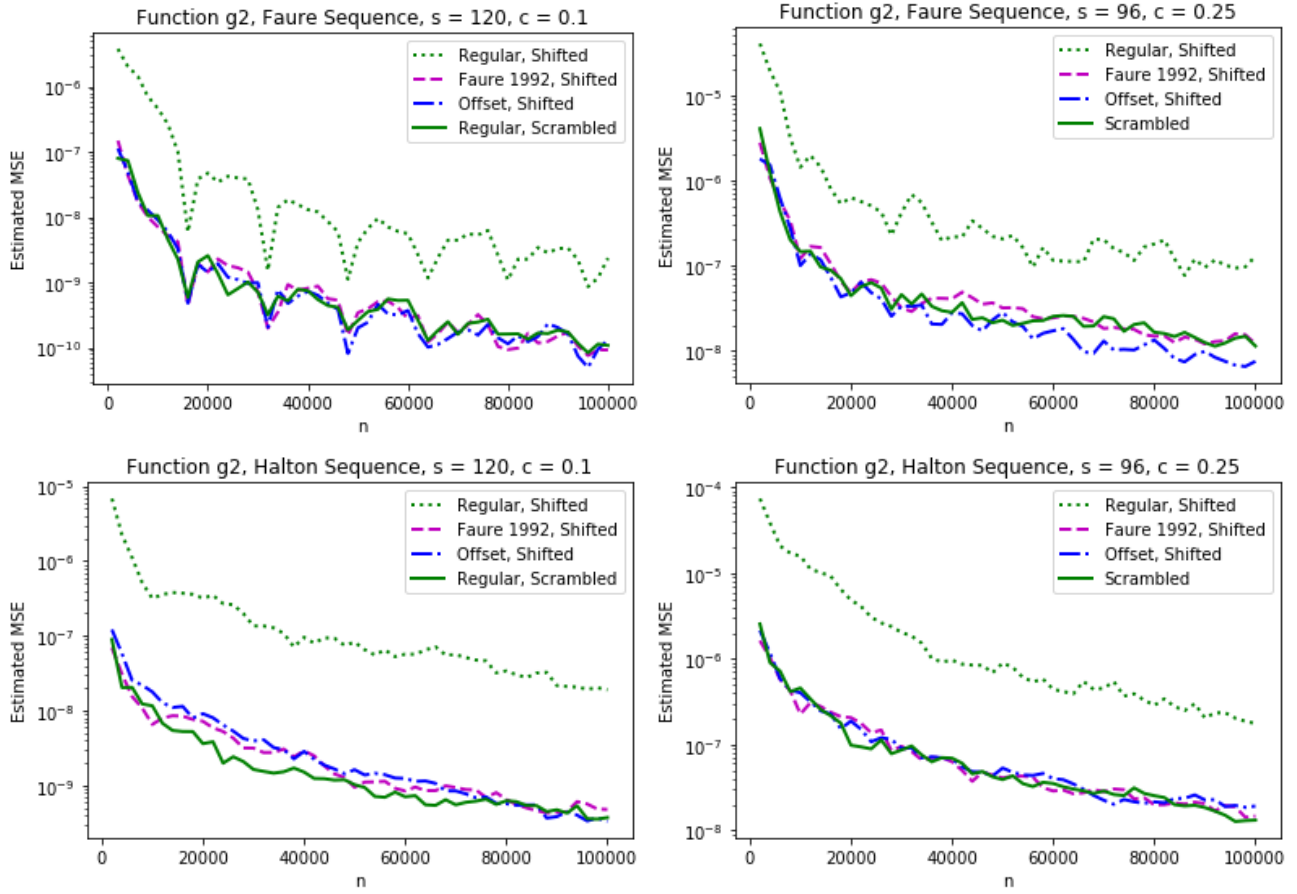 Function g2, Faure Sequence, s = 120, c = 0.1
Estimated MSE
10⁻⁶
10⁻⁷
10⁻⁸
10⁻⁹
10⁻¹⁰
Regular, Shifted
Faure 1992, Shifted
Offset, Shifted
Regular, Scrambled
0 20000 40000 60000 80000 100000
n
Function g2, Faure Sequence, s = 96, c = 0.25
Estimated MSE
10⁻⁵
10⁻⁶
10⁻⁷
10⁻⁸
Regular, Shifted
Faure 1992, Shifted
Offset, Shifted
Scrambled
0 20000 40000 60000 80000 100000
n
Function g2, Halton Sequence, s = 120, c = 0.1
Estimated MSE
10⁻⁵
10⁻⁶
10⁻⁷
10⁻⁸
10⁻⁹
Regular, Shifted
Faure 1992, Shifted
Offset, Shifted
Regular, Scrambled
0 20000 40000 60000 80000 100000
n
Function g2, Halton Sequence, s = 96, c = 0.25
Estimated MSE
10⁻⁴
10⁻⁵
10⁻⁶
10⁻⁷
10⁻⁸
Regular, Shifted
Faure 1992, Shifted
Offset, Shifted
Scrambled
0 20000 40000 60000 80000 100000
n